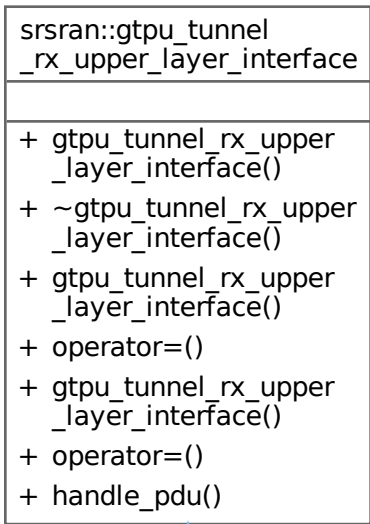 srsran::gtpu_tunnel
_rx_upper_layer_interface
+ gtpu_tunnel_rx_upper
_layer_interface()
+ ~gtpu_tunnel_rx_upper
_layer_interface()
+ gtpu_tunnel_rx_upper
_layer_interface()
+ operator=()
+ gtpu_tunnel_rx_upper
_layer_interface()
+ operator=()
+ handle_pdu()